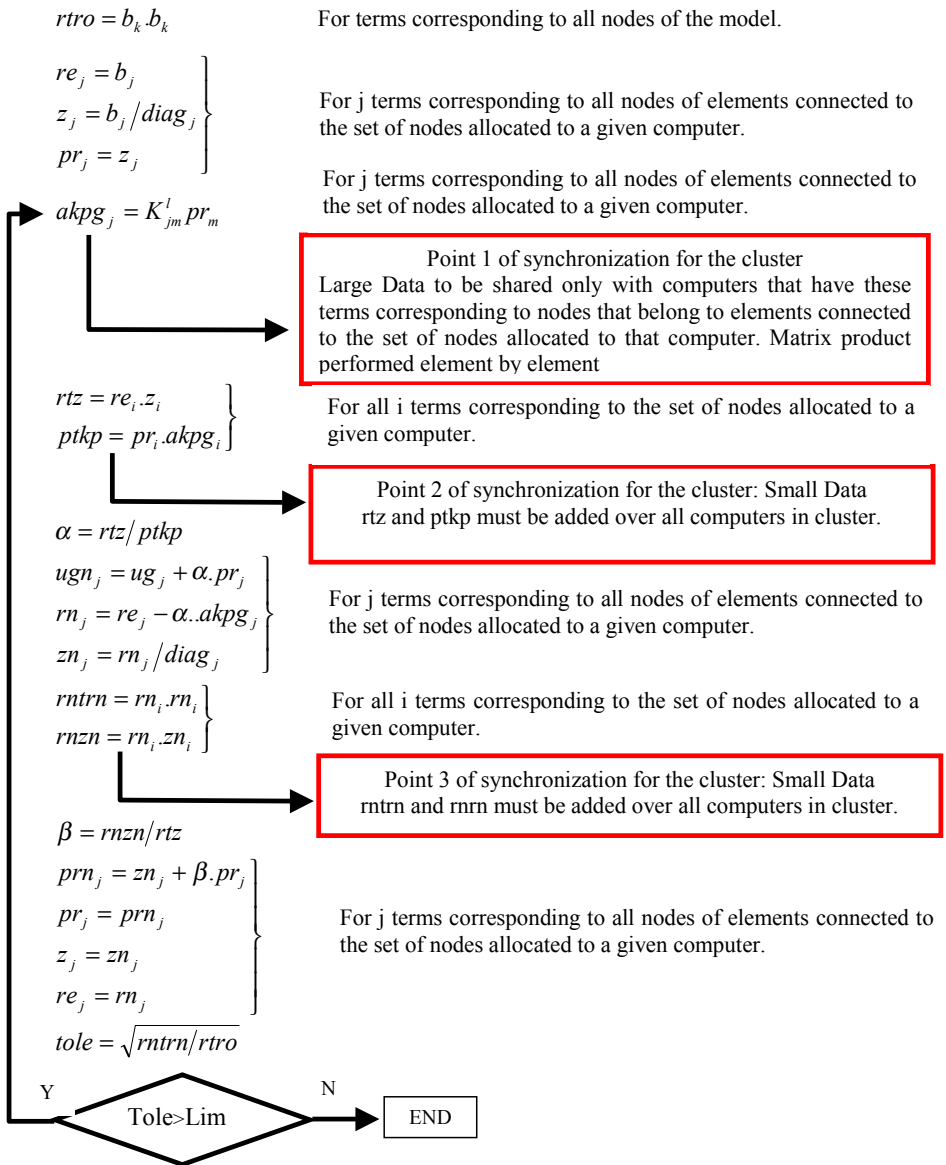 rtro = b_k.b_k
For terms corresponding to all nodes of the model.
re_j = b_j
z_j = b_j/diag_j
pr_j = z_j
For j terms corresponding to all nodes of elements connected to
the set of nodes allocated to a given computer.
For j terms corresponding to all nodes of elements connected to
the set of nodes allocated to a given computer.
akpg_j = K^l_jm pr_m
Point 1 of synchronization for the cluster
Large Data to be shared only with computers that have these
terms corresponding to nodes that belong to elements connected
to the set of nodes allocated to that computer. Matrix product
performed element by element
rtz = re_i.z_i
ptkp = pr_i.akpg_i
For all i terms corresponding to the set of nodes allocated to a
given computer.
Point 2 of synchronization for the cluster: Small Data
rtz and ptkp must be added over all computers in cluster.
α = rtz/ptkp
ugn_j = ug_j + α.pr_j
rn_j = re_j − α..akpg_j
zn_j = rn_j/diag_j
For j terms corresponding to all nodes of elements connected to
the set of nodes allocated to a given computer.
rntrn = rn_i.rn_i
rnzn = rn_i.zn_i
For all i terms corresponding to the set of nodes allocated to a
given computer.
Point 3 of synchronization for the cluster: Small Data
rntrn and rnrn must be added over all computers in cluster.
β = rnzn/rtz
prn_j = zn_j + β.pr_j
pr_j = prn_j
z_j = zn_j
re_j = rn_j
For j terms corresponding to all nodes of elements connected to
the set of nodes allocated to a given computer.
tole = √rntrn/rtro
Y
N
Tole>Lim
END